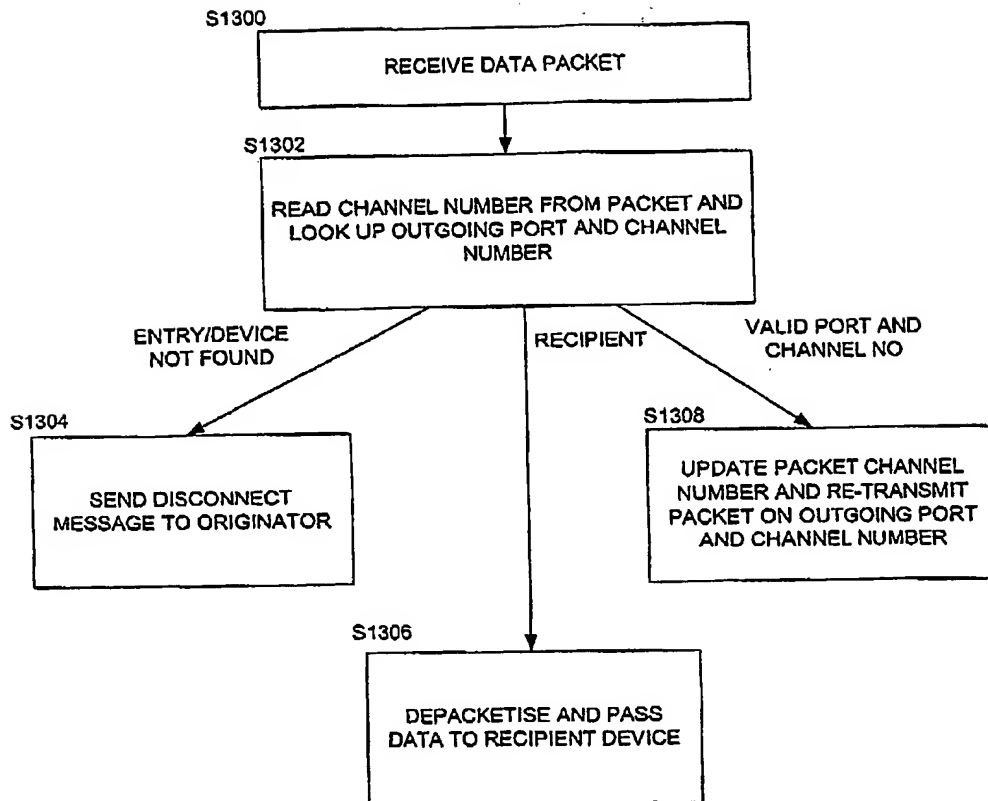 S1300
RECEIVE DATA PACKET
S1302
READ CHANNEL NUMBER FROM PACKET AND
LOOK UP OUTGOING PORT AND CHANNEL
NUMBER
ENTRY/DEVICE
NOT FOUND
RECIPIENT
VALID PORT AND
CHANNEL NO
S1304
SEND DISCONNECT
MESSAGE TO ORIGINATOR
S1308
UPDATE PACKET CHANNEL
NUMBER AND RE-TRANSMIT
PACKET ON OUTGOING PORT
AND CHANNEL NUMBER
S1306
DEPACKETISE AND PASS
DATA TO RECIPIENT DEVICE